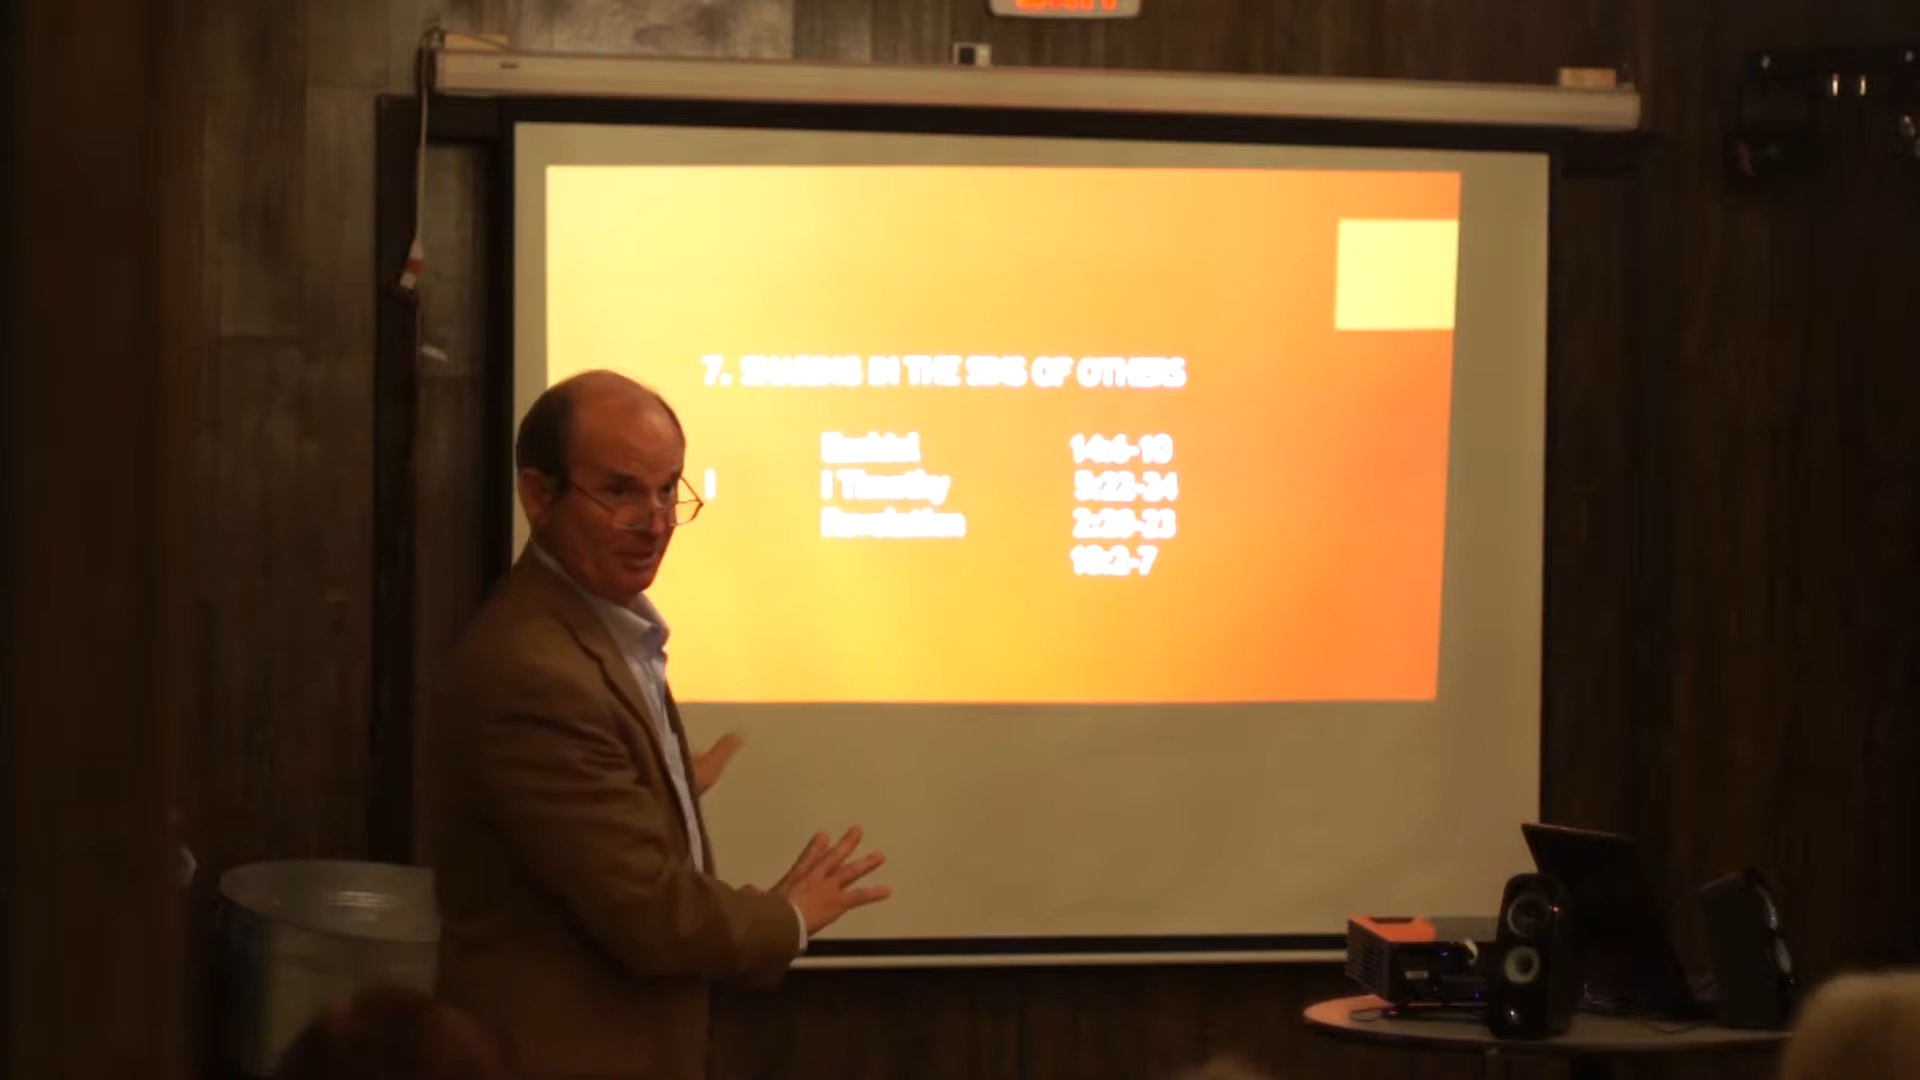 7. SHARING IN THE SINS OF OTHERS
Ezekiel 14:6-10
I I Timothy 5:22-24
Revelation 2:20-23
18:2-7